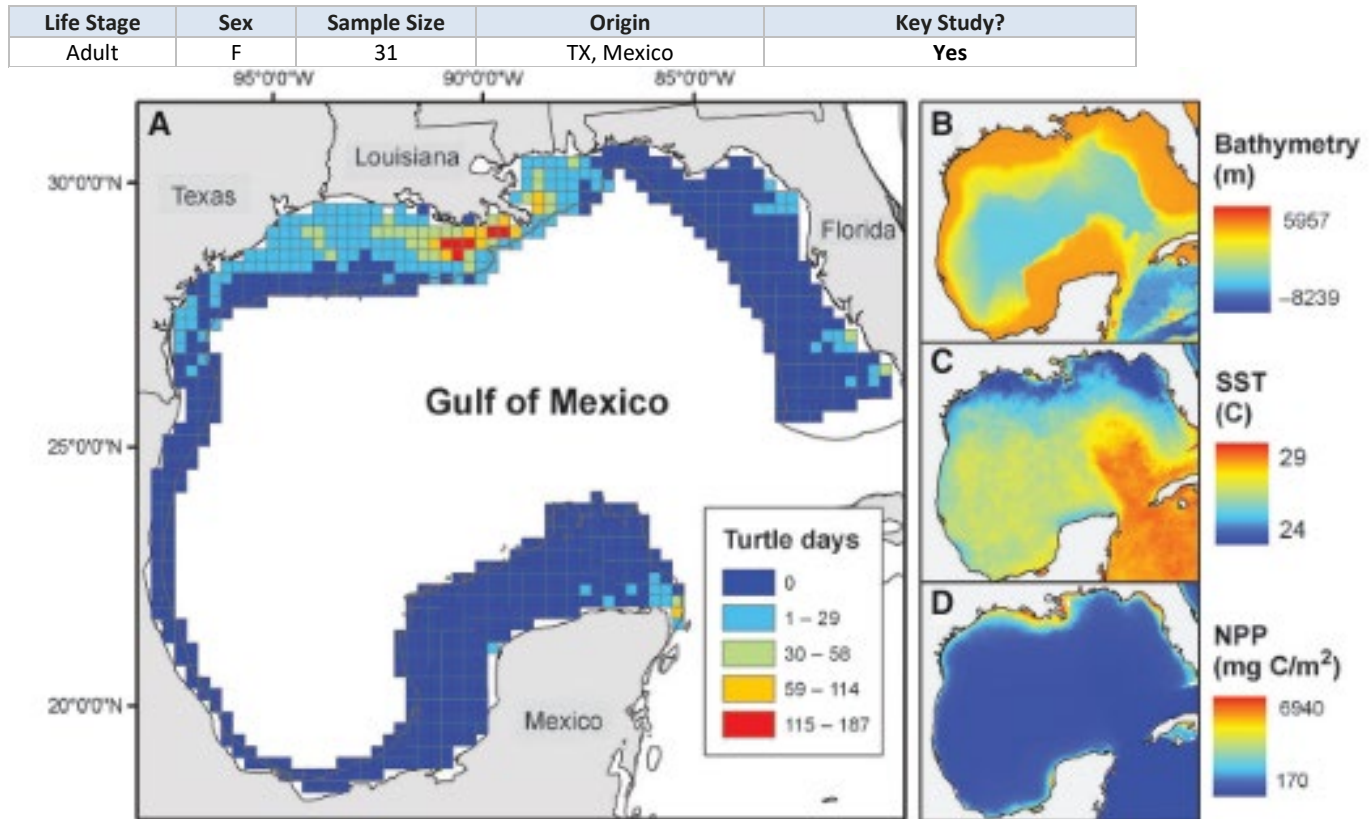 Life Stage Sex Sample Size Origin Key Study?
Adult F 31 TX, Mexico Yes
95°0'0"W 90°0'0"W 85°0'0"W
A
Louisiana
Texas
Florida
30°0'0"N
25°0'0"N
20°0'0"N
Gulf of Mexico
Mexico
Turtle days
0
1 – 29
30 – 58
59 – 114
115 – 187
B
Bathymetry
(m)
5957
–8239
C
SST
(C)
29
24
D
NPP
(mg C/m²)
6940
170